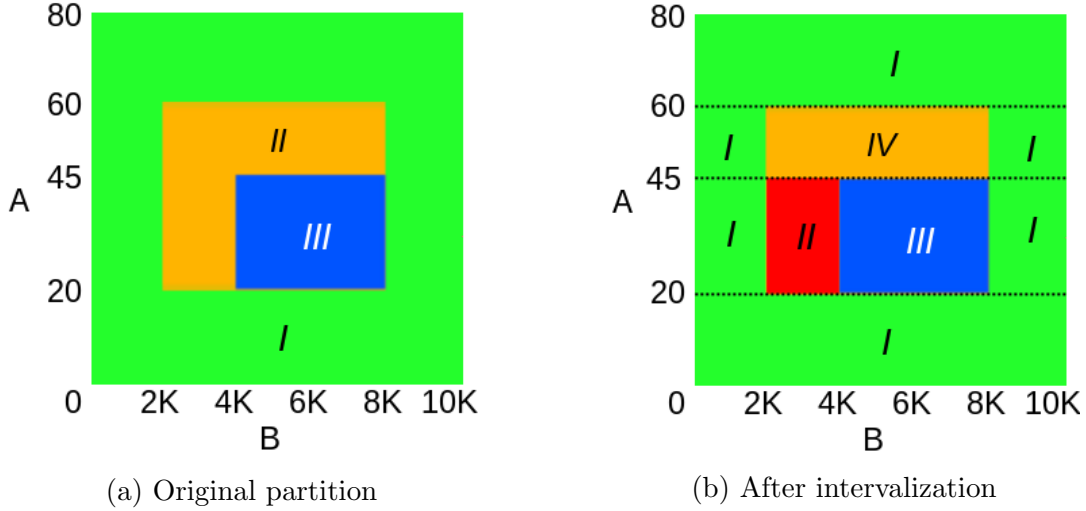 80
60
II
45
A
III
20
I
0
2K
4K
6K
8K
10K
B
(a) Original partition
80
I
60
I
IV
I
45
A
I
II
III
I
20
I
0
2K
4K
6K
8K
10K
B
(b) After intervalization